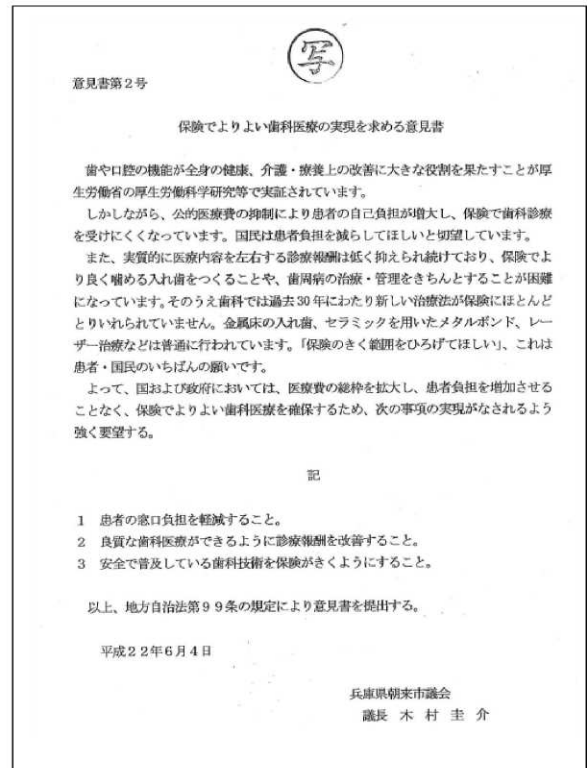 写
意見書第２号
保険でよりよい歯科医療の実現を求める意見書
歯や口腔の機能が全身の健康、介護・療養上の改善に大きな役割を果たすことが厚
生労働省の厚生労働科学研究等で実証されています。
しかしながら、公的医療費の抑制により患者の自己負担が増大し、保険で歯科診療
を受けにくくなっています。国民は患者負担を減らしてほしいと切望しています。
また、実質的に医療内容を左右する診療報酬は低く抑えられ続けており、保険でよ
り良く噛める入れ歯をつくることや、歯周病の治療・管理をきちんとすることが困難
になっています。そのうえ歯科では過去30年にわたり新しい治療法が保険にほとんど
とりいれられていません。金属床の入れ歯、セラミックを用いたメタルボンド、レー
ザー治療などは普通に行われています。「保険のきく範囲をひろげてほしい」、これは
患者・国民のいちばんの願いです。
よって、国および政府においては、医療費の総枠を拡大し、患者負担を増加させる
ことなく、保険でよりよい歯科医療を確保するため、次の事項の実現がなされるよう
強く要望する。
記
１ 患者の窓口負担を軽減すること。
２ 良質な歯科医療ができるように診療報酬を改善すること。
３ 安全で普及している歯科技術を保険がきくようにすること。
以上、地方自治法第９９条の規定により意見書を提出する。
平成２２年６月４日
兵庫県朝来市議会
議長 木 村 圭 介